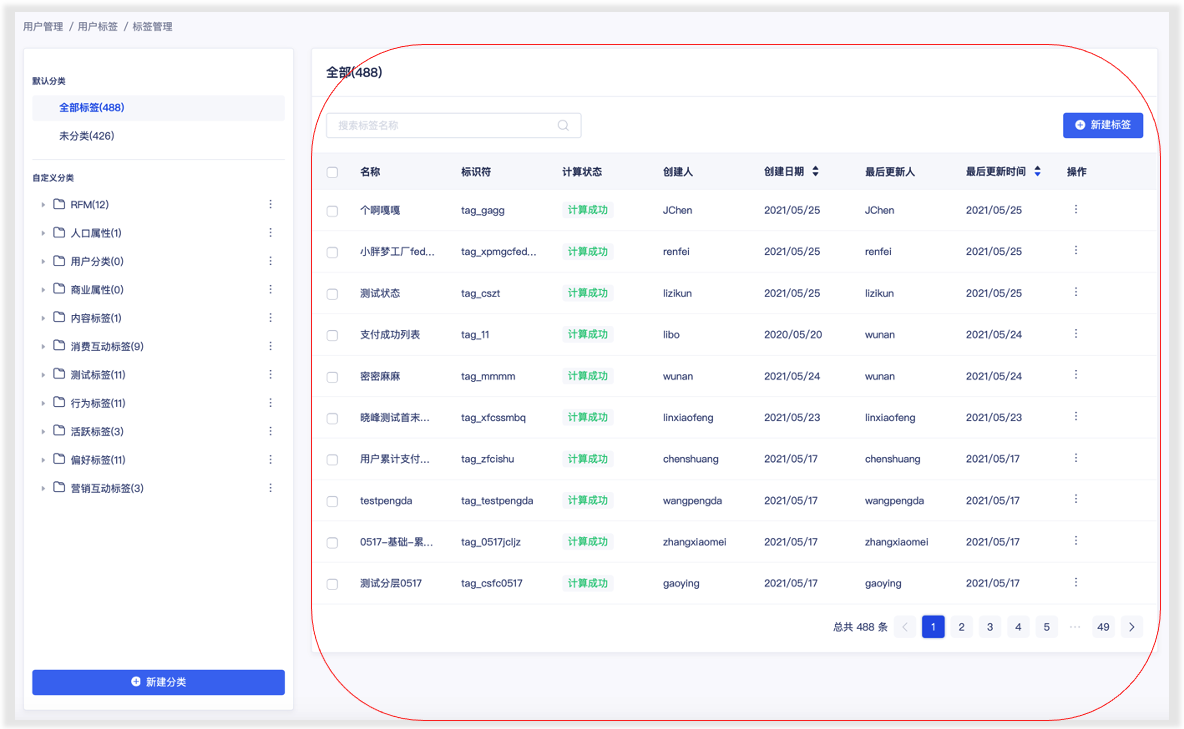 用户管理 / 用户标签 / 标签管理
默认分类
全部标签(488)
未分类(426)
自定义分类
RFM(12)
人口属性(1)
用户分类(0)
商业属性(0)
内容标签(1)
消费互动标签(9)
测试标签(11)
行为标签(11)
活跃标签(3)
偏好标签(11)
营销互动标签(3)
新建分类
全部(488)
搜索标签名称
新建标签
名称 标识符 计算状态 创建人 创建日期 最后更新人 最后更新时间 操作
个啊嘎嘎 tag_gagg 计算成功 JChen 2021/05/25 JChen 2021/05/25
小胖梦工厂fed... tag_xpmgcfed... 计算成功 renfei 2021/05/25 renfei 2021/05/25
测试状态 tag_cszt 计算成功 lizikun 2021/05/25 lizikun 2021/05/25
支付成功列表 tag_11 计算成功 libo 2020/05/20 wunan 2021/05/24
密密麻麻 tag_mmmm 计算成功 wunan 2021/05/24 wunan 2021/05/24
晓峰测试首末... tag_xfcssmbq 计算成功 linxiaofeng 2021/05/23 linxiaofeng 2021/05/23
用户累计支付... tag_zfcishu 计算成功 chenshuang 2021/05/17 chenshuang 2021/05/17
testpengda tag_testpengda 计算成功 wangpengda 2021/05/17 wangpengda 2021/05/17
0517-基础-累... tag_0517jcljz 计算成功 zhangxiaomei 2021/05/17 zhangxiaomei 2021/05/17
测试分层0517 tag_csfc0517 计算成功 gaoying 2021/05/17 gaoying 2021/05/17
总共 488 条 < 1 2 3 4 5 ... 49 >